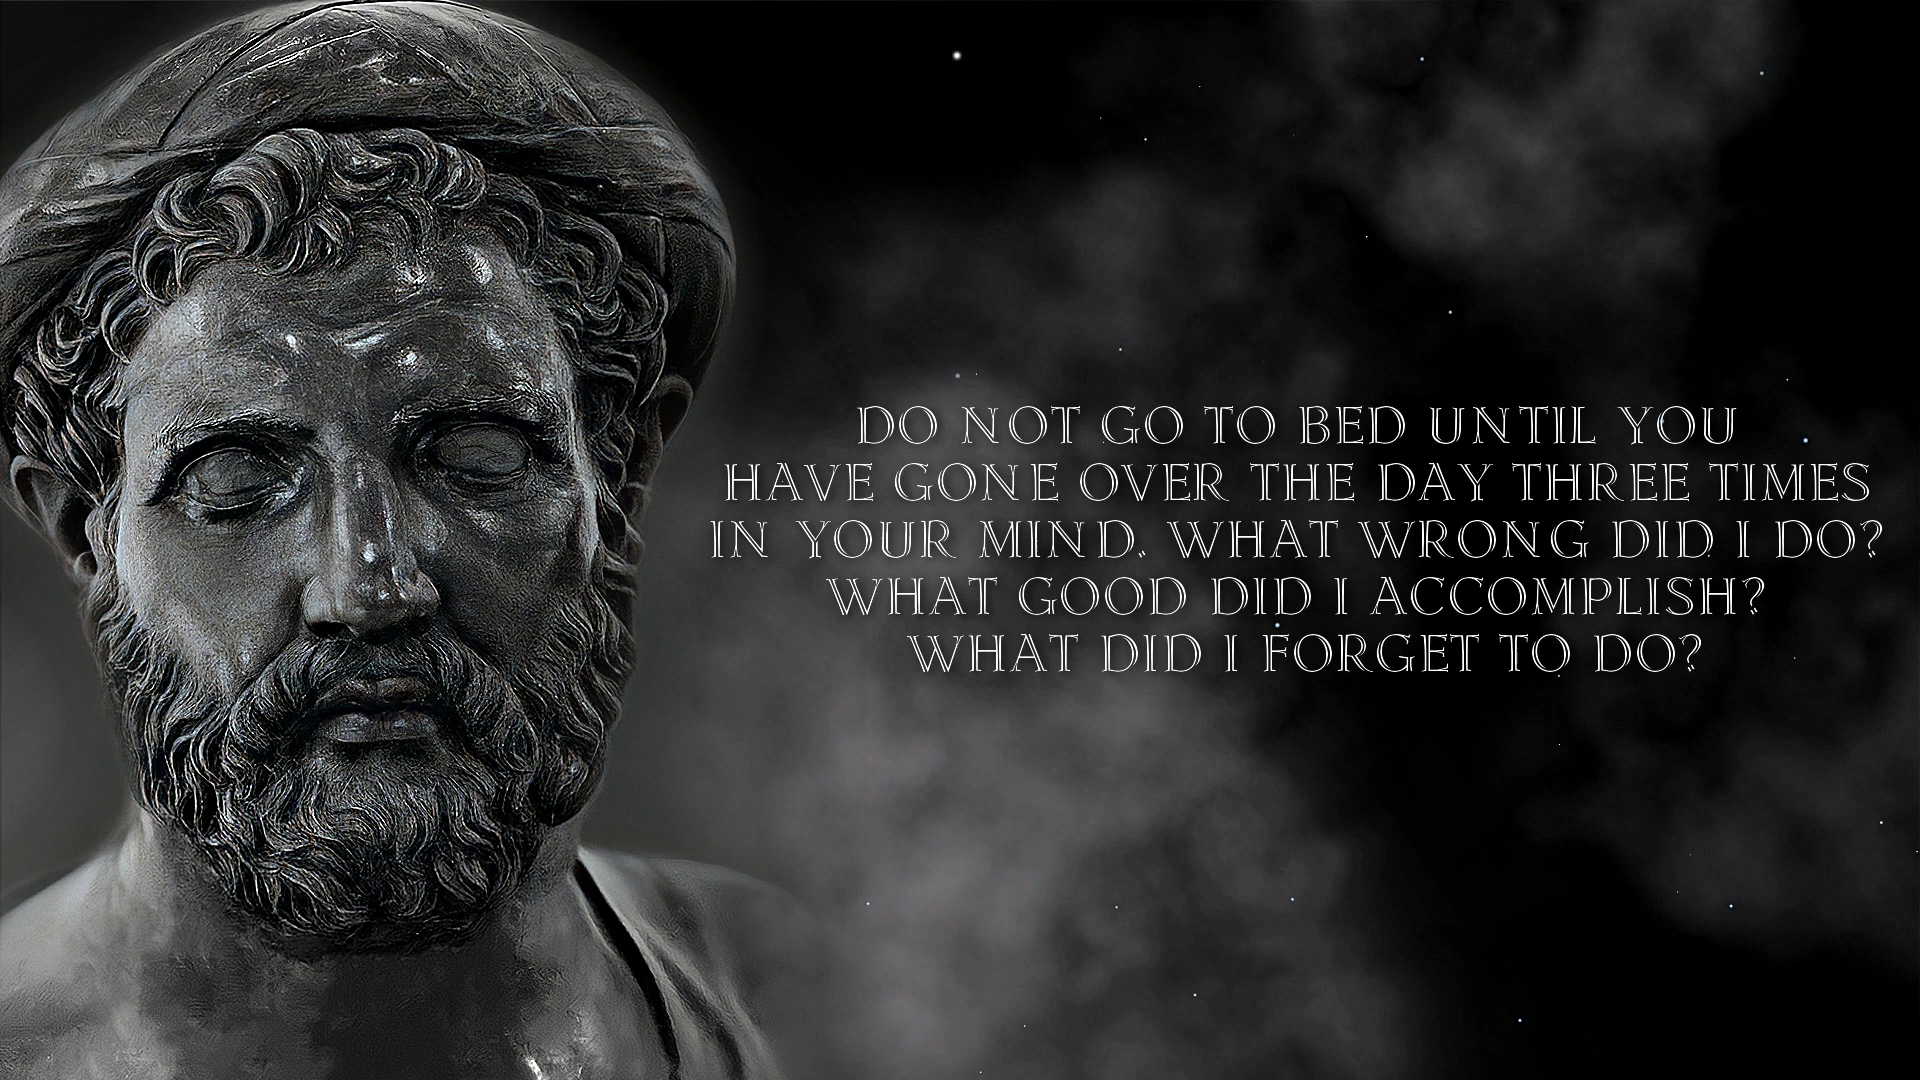 DO NOT GO TO BED UNTIL YOU
HAVE GONE OVER THE DAY THREE TIMES
IN YOUR MIND. WHAT WRONG DID I DO?
WHAT GOOD DID I ACCOMPLISH?
WHAT DID I FORGET TO DO?